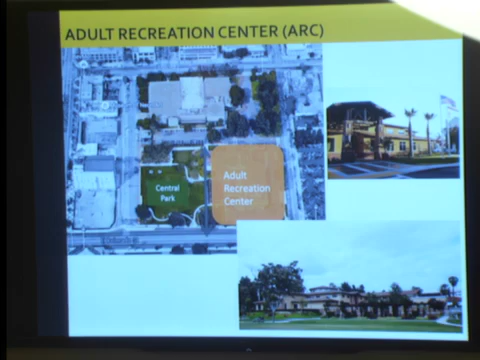 ADULT RECREATION CENTER (ARC)
Central
Park
Adult
Recreation
Center